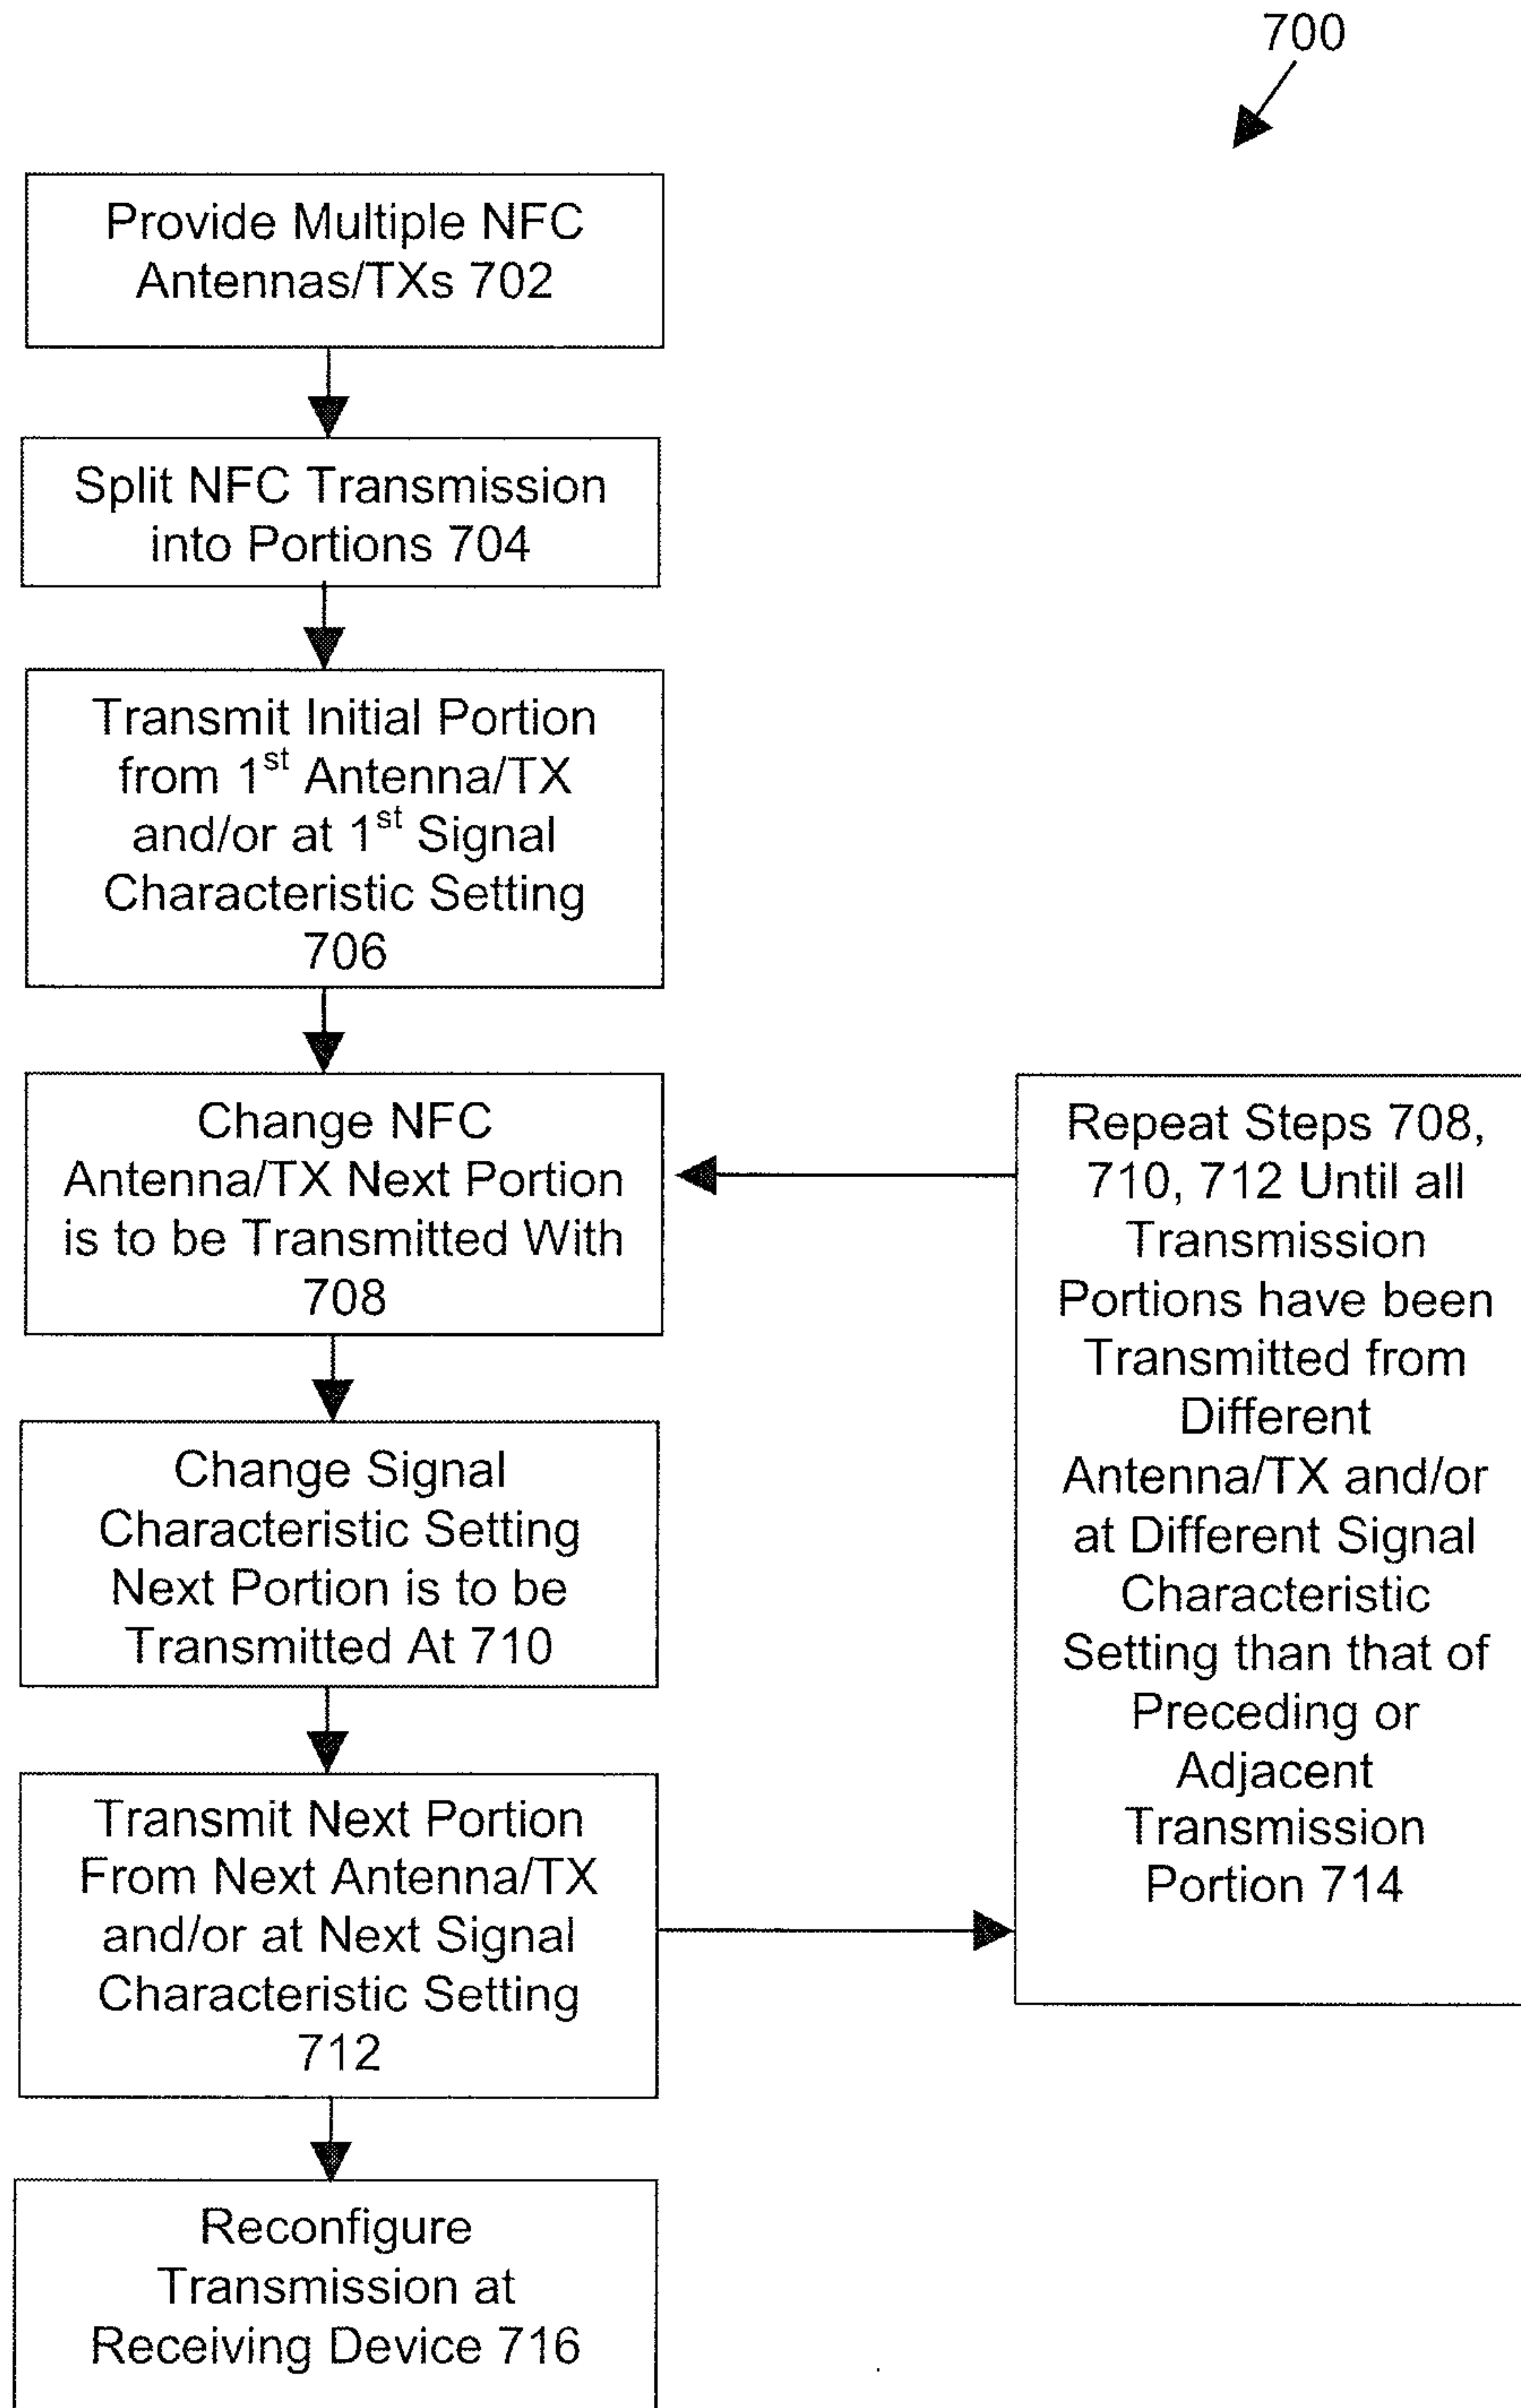 700
Provide Multiple NFC
Antennas/TXs 702
Split NFC Transmission
into Portions 704
Transmit Initial Portion
from 1st Antenna/TX
and/or at 1st Signal
Characteristic Setting
706
Change NFC
Antenna/TX Next Portion
is to be Transmitted With
708
Change Signal
Characteristic Setting
Next Portion is to be
Transmitted At 710
Transmit Next Portion
From Next Antenna/TX
and/or at Next Signal
Characteristic Setting
712
Repeat Steps 708,
710, 712 Until all
Transmission
Portions have been
Transmitted from
Different
Antenna/TX and/or
at Different Signal
Characteristic
Setting than that of
Preceding or
Adjacent
Transmission
Portion 714
Reconfigure
Transmission at
Receiving Device 716